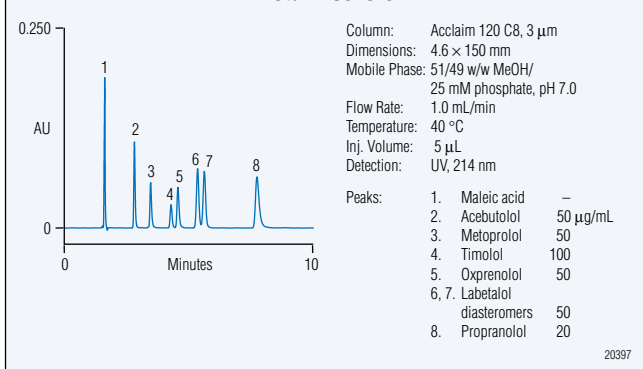 0.250
AU
0
0
Minutes
10
1
2
3
4
5
6
7
8
Column: Acclaim 120 C8, 3 µm
Dimensions: 4.6 × 150 mm
Mobile Phase: 51/49 w/w MeOH/
25 mM phosphate, pH 7.0
Flow Rate: 1.0 mL/min
Temperature: 40 °C
Inj. Volume: 5 µL
Detection: UV, 214 nm
Peaks: 1. Maleic acid –
2. Acebutolol 50 µg/mL
3. Metoprolol 50
4. Timolol 100
5. Oxprenolol 50
6, 7. Labetalol
diasteromers 50
8. Propranolol 20
20397